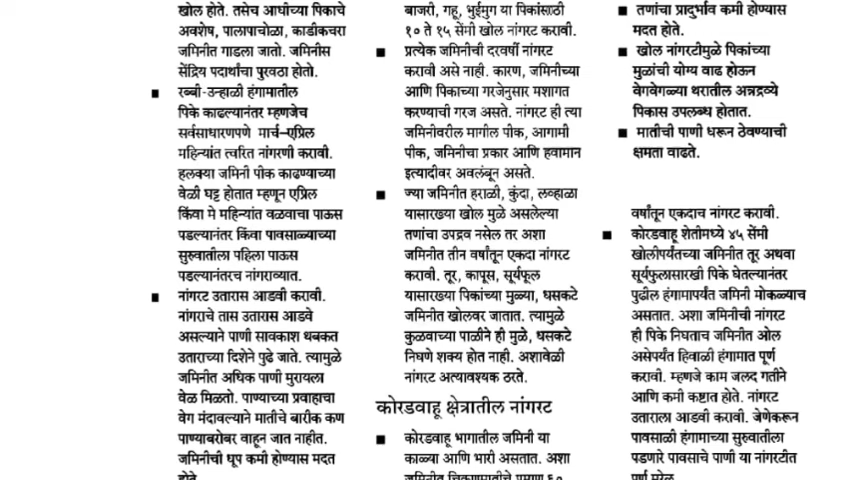 खोल होते. तसेच आधीच्या पिकाचे
अवशेष, पालापाचोळा, काडीकचरा
जमिनीत गाडला जातो. जमिनीस
सेंद्रिय पदार्थांचा पुरवठा होतो.
■ रब्बी-उन्हाळी हंगामातील
पिके काढल्यानंतर म्हणजेच
सर्वसाधारणपणे मार्च–एप्रिल
महिन्यांत त्वरित नांगरणी करावी.
हलक्या जमिनी पीक काढण्याच्या
वेळी घट्ट होतात म्हणून एप्रिल
किंवा मे महिन्यांत वळवाचा पाऊस
पडल्यानंतर किंवा पावसाळ्याच्या
सुरुवातीला पहिला पाऊस
पडल्यानंतरच नांगराव्यात.
■ नांगरट उतारास आडवी करावी.
नांगराचे तास उतारास आडवे
असल्याने पाणी सावकाश थबकत
उताराच्या दिशेने पुढे जाते. त्यामुळे
जमिनीत अधिक पाणी मुरायला
वेळ मिळतो. पाण्याच्या प्रवाहाचा
वेग मंदावल्याने मातीचे बारीक कण
पाण्याबरोबर वाहून जात नाहीत.
जमिनीची धूप कमी होण्यास मदत
होते.
बाजरी, गहू, भुईमुग या पिकांसाठी
१० ते १५ सेंमी खोल नांगरट करावी.
■ प्रत्येक जमिनीची दरवर्षी नांगरट
करावी असे नाही. कारण, जमिनीच्या
आणि पिकाच्या गरजेनुसार मशागत
करण्याची गरज असते. नांगरट ही त्या
जमिनीवरील मागील पीक, आगामी
पीक, जमिनीचा प्रकार आणि हवामान
इत्यादीवर अवलंबून असते.
■ ज्या जमिनीत हराळी, कुंदा, लव्हाळा
यासारख्या खोल मुळे असलेल्या
तणांचा उपद्रव नसेल तर अशा
जमिनीत तीन वर्षांतून एकदा नांगरट
करावी. तूर, कापूस, सूर्यफूल
यासारख्या पिकांच्या मुळ्या, धसकटे
जमिनीत खोलवर जातात. त्यामुळे
कुळवाच्या पाळीने ही मुळे, धसकटे
निघणे शक्य होत नाही. अशावेळी
नांगरट अत्यावश्यक ठरते.
कोरडवाहू क्षेत्रातील नांगरट
■ कोरडवाहू भागातील जमिनी या
काळ्या आणि भारी असतात. अशा
जमिनीत चिकणमातीचे प्रमाण ६०
■ तणांचा प्रादुर्भाव कमी होण्यास
मदत होते.
■ खोल नांगरटीमुळे पिकांच्या
मुळांची योग्य वाढ होऊन
वेगवेगळ्या थरातील अन्नद्रव्ये
पिकास उपलब्ध होतात.
■ मातीची पाणी धरून ठेवण्याची
क्षमता वाढते.
वर्षांतून एकदाच नांगरट करावी.
■ कोरडवाहू शेतीमध्ये ४५ सेंमी
खोलीपर्यंतच्या जमिनीत तूर अथवा
सूर्यफुलासारखी पिके घेतल्यानंतर
पुढील हंगामापर्यंत जमिनी मोकळ्याच
असतात. अशा जमिनीची नांगरट
ही पिके निघताच जमिनीत ओल
असेपर्यंत हिवाळी हंगामात पूर्ण
करावी. म्हणजे काम जलद गतीने
आणि कमी कष्टात होते. नांगरट
उताराला आडवी करावी. जेणेकरून
पावसाळी हंगामाच्या सुरुवातीला
पडणारे पावसाचे पाणी या नांगरटीत
पूर्ण मुरेल.